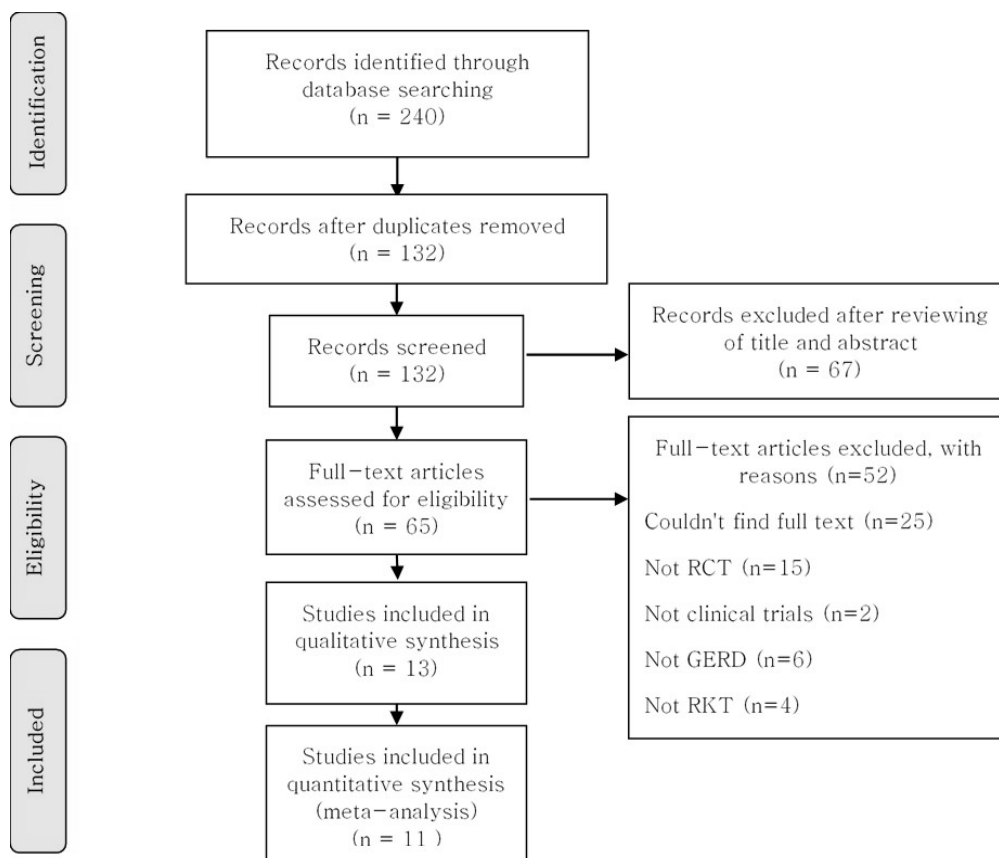 Identification
Records identified through
database searching
(n = 240)
Records after duplicates removed
(n = 132)
Screening
Records screened
(n = 132)
Records excluded after reviewing
of title and abstract
(n = 67)
Eligibility
Full-text articles
assessed for eligibility
(n = 65)
Full-text articles excluded, with
reasons (n=52)
Couldn't find full text (n=25)
Not RCT (n=15)
Not clinical trials (n=2)
Not GERD (n=6)
Not RKT (n=4)
Studies included in
qualitative synthesis
(n = 13)
Included
Studies included in
quantitative synthesis
(meta-analysis)
(n = 11 )